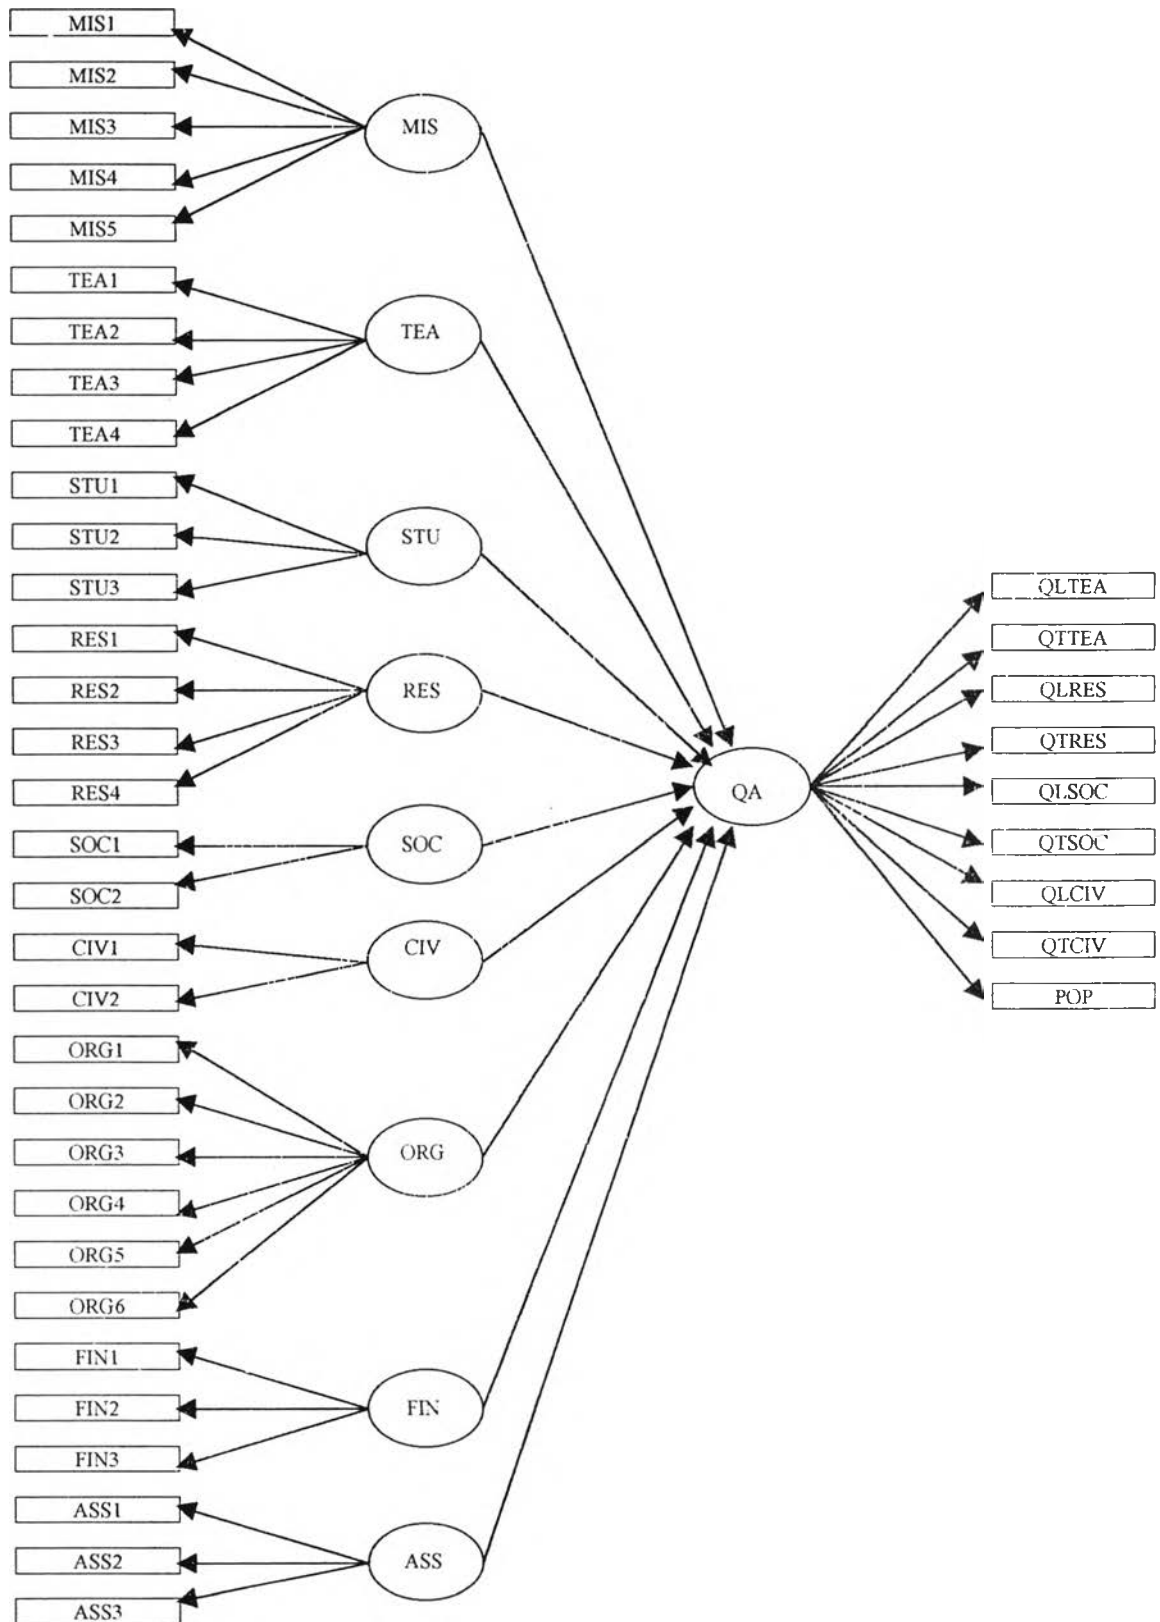 MIS1
MIS2
MIS3
MIS4
MIS5
TEA1
TEA2
TEA3
TEA4
STU1
STU2
STU3
RES1
RES2
RES3
RES4
SOC1
SOC2
CIV1
CIV2
ORG1
ORG2
ORG3
ORG4
ORG5
ORG6
FIN1
FIN2
FIN3
ASS1
ASS2
ASS3
MIS
TEA
STU
RES
SOC
CIV
ORG
FIN
ASS
QA
QLTEA
QTTEA
QLRES
QTRES
QLSOC
QTSOC
QLCIV
QTCIV
POP